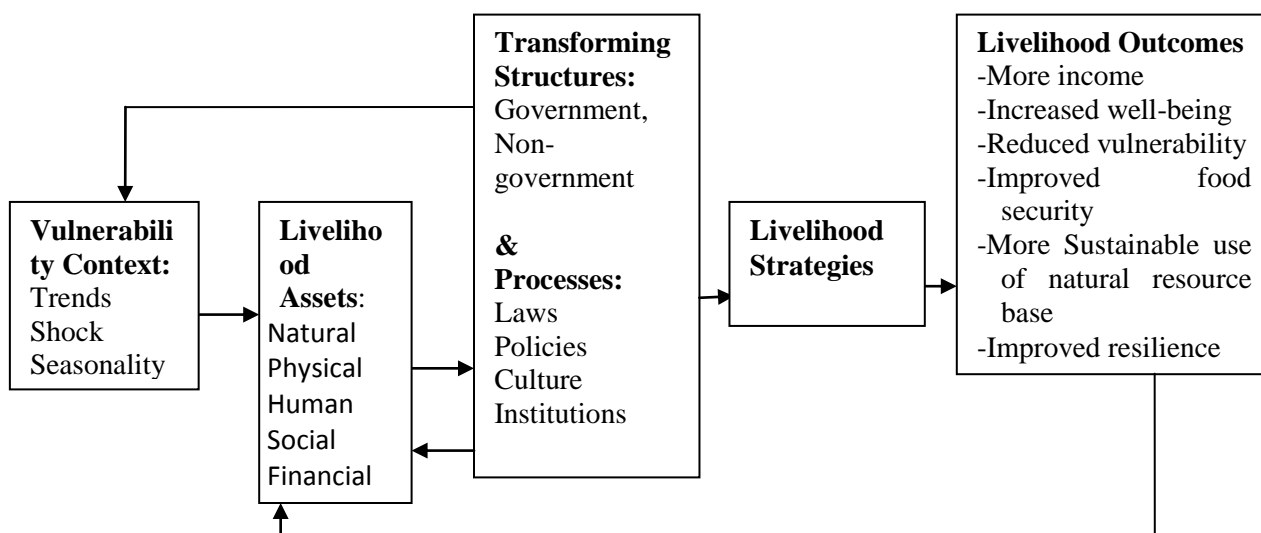 Vulnerabili
ty Context:
Trends
Shock
Seasonality
Liveliho
od
Assets:
Natural
Physical
Human
Social
Financial
Transforming
Structures:
Government,
Non-
government
&
Processes:
Laws
Policies
Culture
Institutions
Livelihood
Strategies
Livelihood Outcomes
-More income
-Increased well-being
-Reduced vulnerability
-Improved food
security
-More Sustainable use
of natural resource
base
-Improved resilience